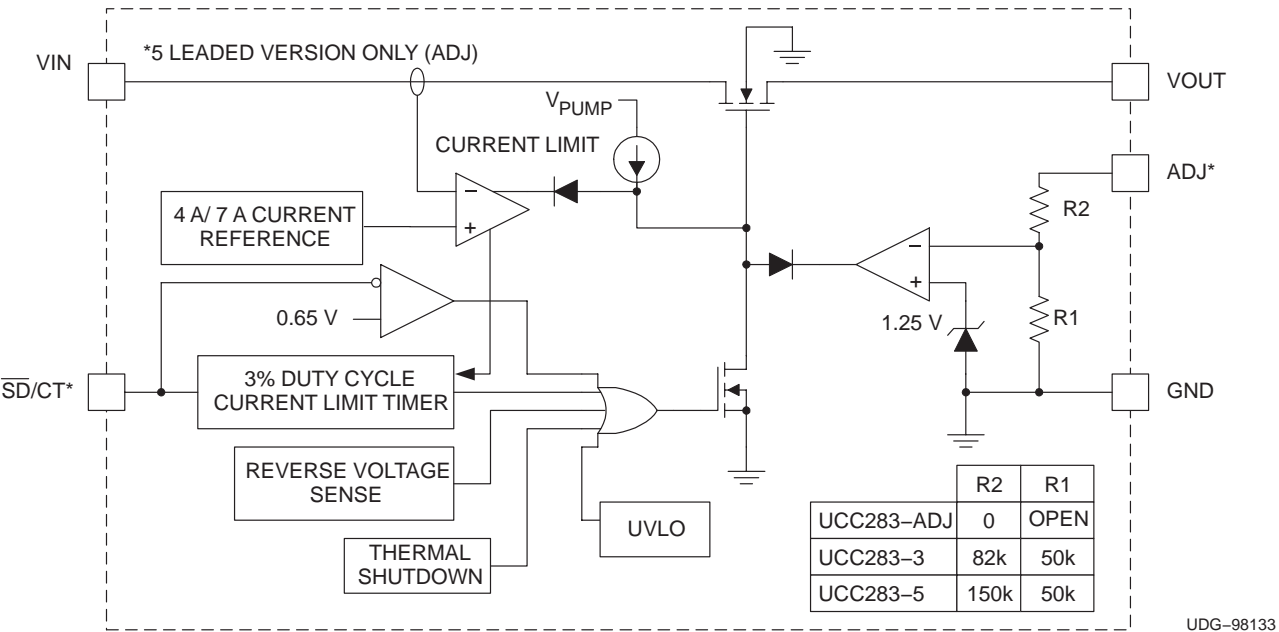 *5 LEADED VERSION ONLY (ADJ)
VIN
VOUT
VPUMP
CURRENT LIMIT
ADJ*
R2
4 A/ 7 A CURRENT
REFERENCE
−
+
−
+
0.65 V
1.25 V
R1
SD/CT*
3% DUTY CYCLE
CURRENT LIMIT TIMER
GND
REVERSE VOLTAGE
SENSE
UVLO
THERMAL
SHUTDOWN
R2 R1
UCC283−ADJ 0 OPEN
UCC283−3 82k 50k
UCC283−5 150k 50k
UDG−98133